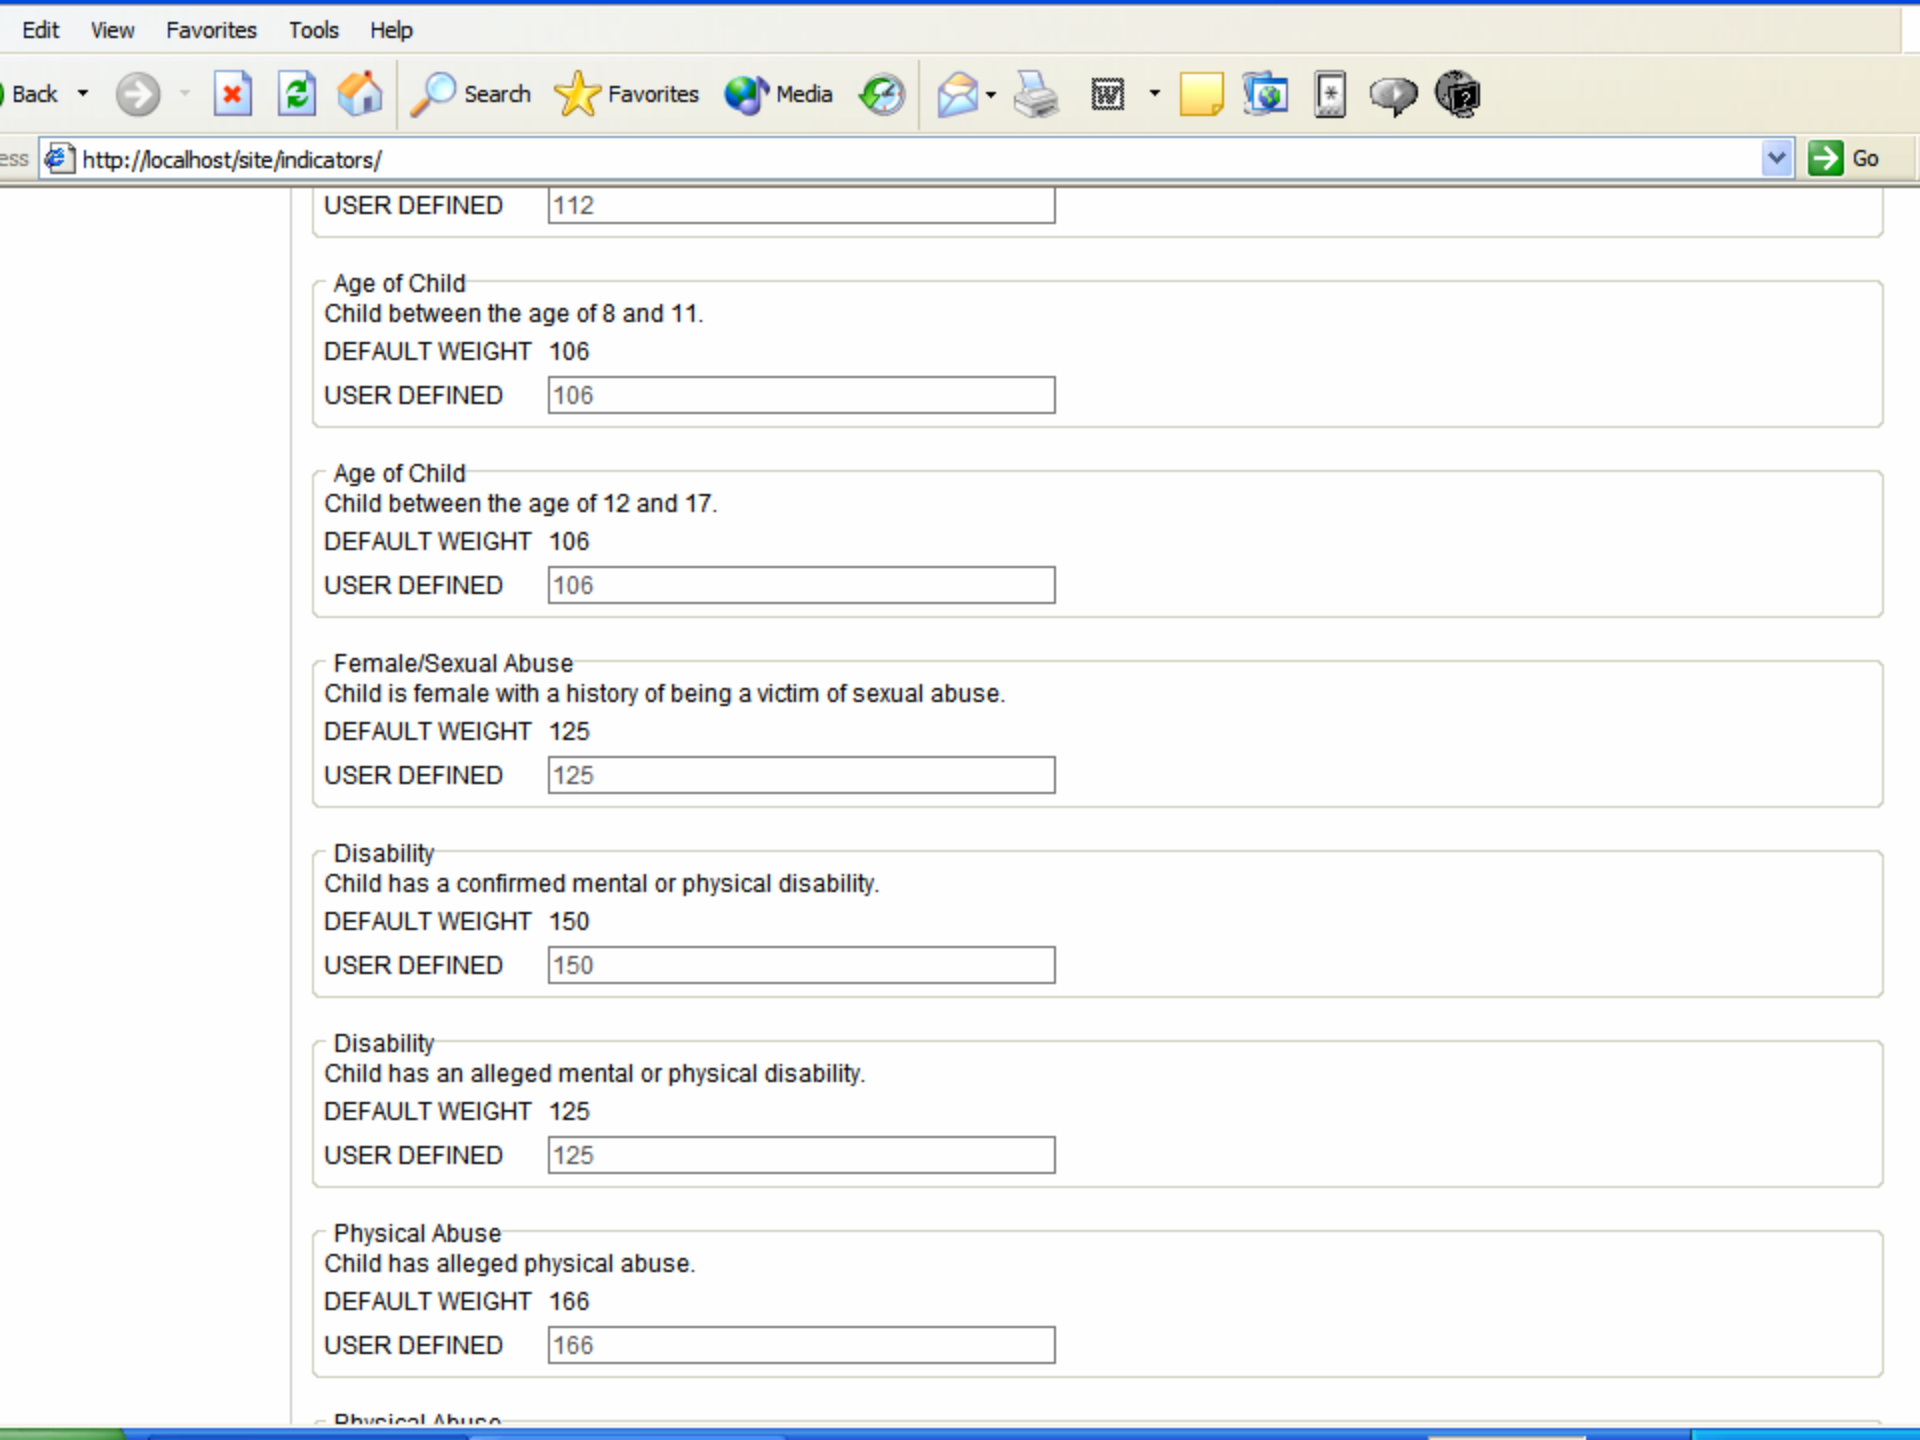 Edit View Favorites Tools Help
Back Search Favorites Media
ess http://localhost/site/indicators/ Go
USER DEFINED 112
Age of Child
Child between the age of 8 and 11.
DEFAULT WEIGHT 106
USER DEFINED 106
Age of Child
Child between the age of 12 and 17.
DEFAULT WEIGHT 106
USER DEFINED 106
Female/Sexual Abuse
Child is female with a history of being a victim of sexual abuse.
DEFAULT WEIGHT 125
USER DEFINED 125
Disability
Child has a confirmed mental or physical disability.
DEFAULT WEIGHT 150
USER DEFINED 150
Disability
Child has an alleged mental or physical disability.
DEFAULT WEIGHT 125
USER DEFINED 125
Physical Abuse
Child has alleged physical abuse.
DEFAULT WEIGHT 166
USER DEFINED 166
Physical Abuse